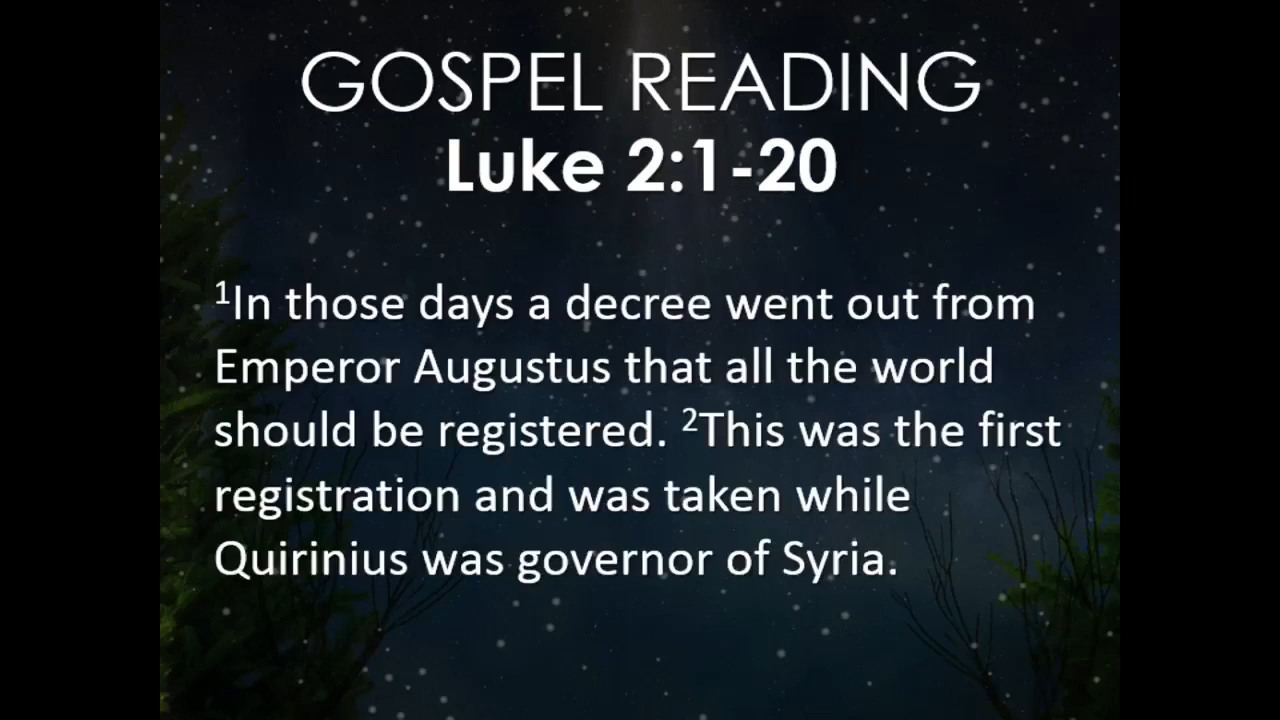 GOSPEL READING
Luke 2:1-20
¹In those days a decree went out from
Emperor Augustus that all the world
should be registered. ²This was the first
registration and was taken while
Quirinius was governor of Syria.